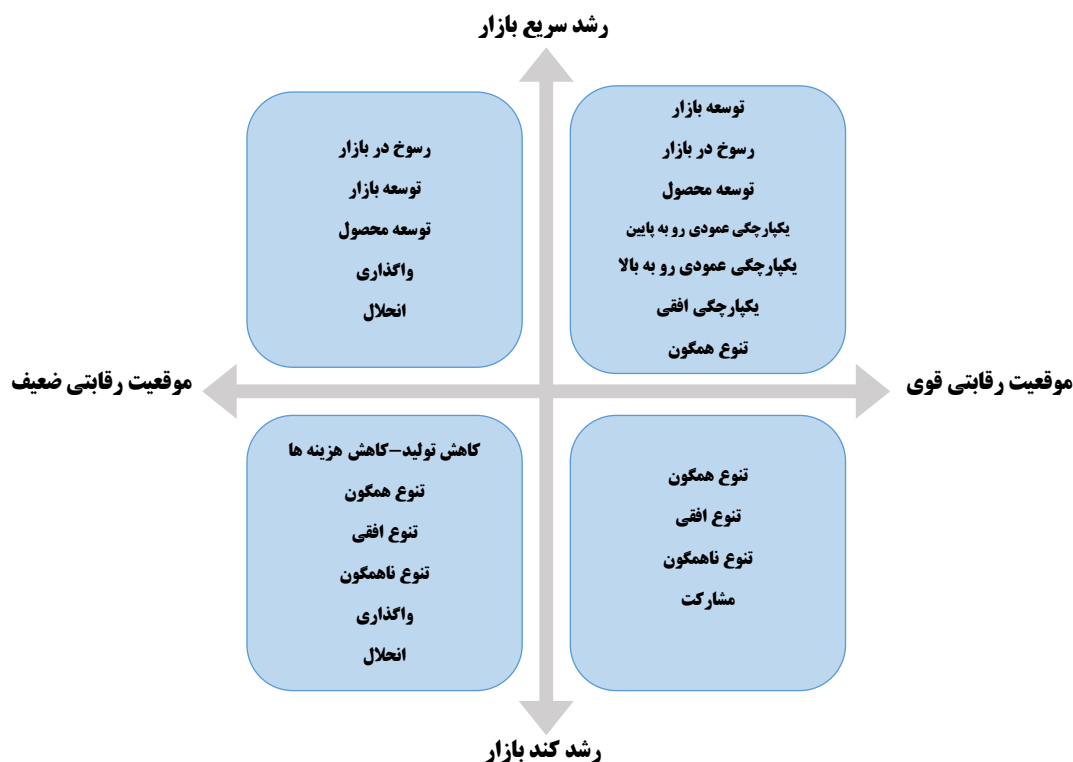 رشد سریع بازار
توسعه بازار
رسوخ در بازار
توسعه محصول
یکپارچگی عمودی رو به پایین
یکپارچگی عمودی رو به بالا
یکپارچگی افقی
تنوع همگون
رسوخ در بازار
توسعه بازار
توسعه محصول
واگذاری
انحلال
موقعیت رقابتی قوی
موقعیت رقابتی ضعیف
تنوع همگون
تنوع افقی
تنوع ناهمگون
مشارکت
کاهش تولید-کاهش هزینه ها
تنوع همگون
تنوع افقی
تنوع ناهمگون
واگذاری
انحلال
رشد کند بازار